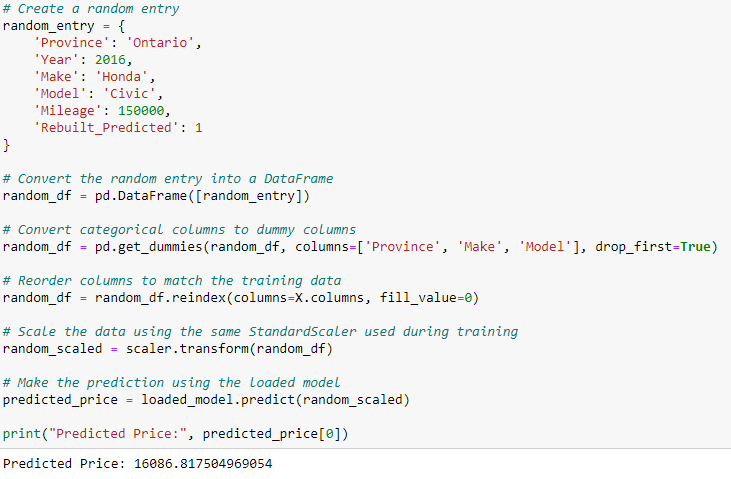 # Create a random entry
random_entry = {
    'Province': 'Ontario',
    'Year': 2016,
    'Make': 'Honda',
    'Model': 'Civic',
    'Mileage': 150000,
    'Rebuilt_Predicted': 1
}
# Convert the random entry into a DataFrame
random_df = pd.DataFrame([random_entry])
# Convert categorical columns to dummy columns
random_df = pd.get_dummies(random_df, columns=['Province', 'Make', 'Model'], drop_first=True)
# Reorder columns to match the training data
random_df = random_df.reindex(columns=X.columns, fill_value=0)
# Scale the data using the same StandardScaler used during training
random_scaled = scaler.transform(random_df)
# Make the prediction using the loaded model
predicted_price = loaded_model.predict(random_scaled)
print("Predicted Price:", predicted_price[0])
Predicted Price: 16086.817504969054